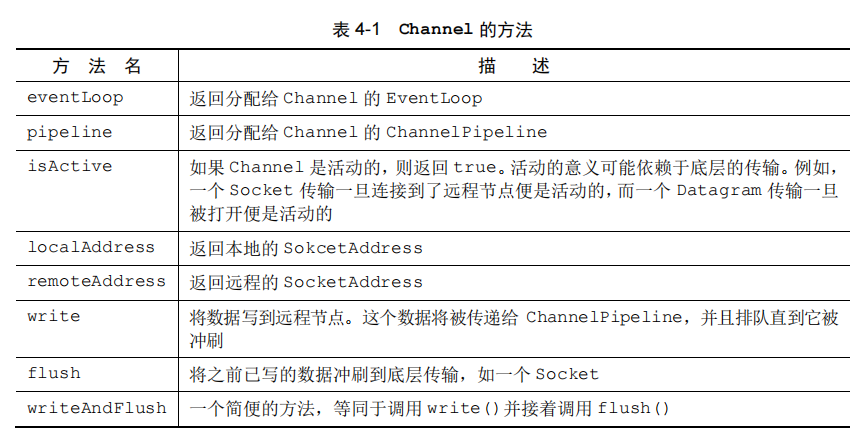 表 4-1 Channel 的方法
方 法 名 描 述
eventLoop 返回分配给 Channel 的 EventLoop
pipeline 返回分配给 Channel 的 ChannelPipeline
isActive 如果 Channel 是活动的，则返回 true。活动的意义可能依赖于底层的传输。例如，
一个 Socket 传输一旦连接到了远程节点便是活动的，而一个 Datagram 传输一旦
被打开便是活动的
localAddress 返回本地的 SokcetAddress
remoteAddress 返回远程的 SocketAddress
write 将数据写到远程节点。这个数据将被传递给 ChannelPipeline，并且排队直到它被
冲刷
flush 将之前已写的数据冲刷到底层传输，如一个 Socket
writeAndFlush 一个简便的方法，等同于调用 write()并接着调用 flush()